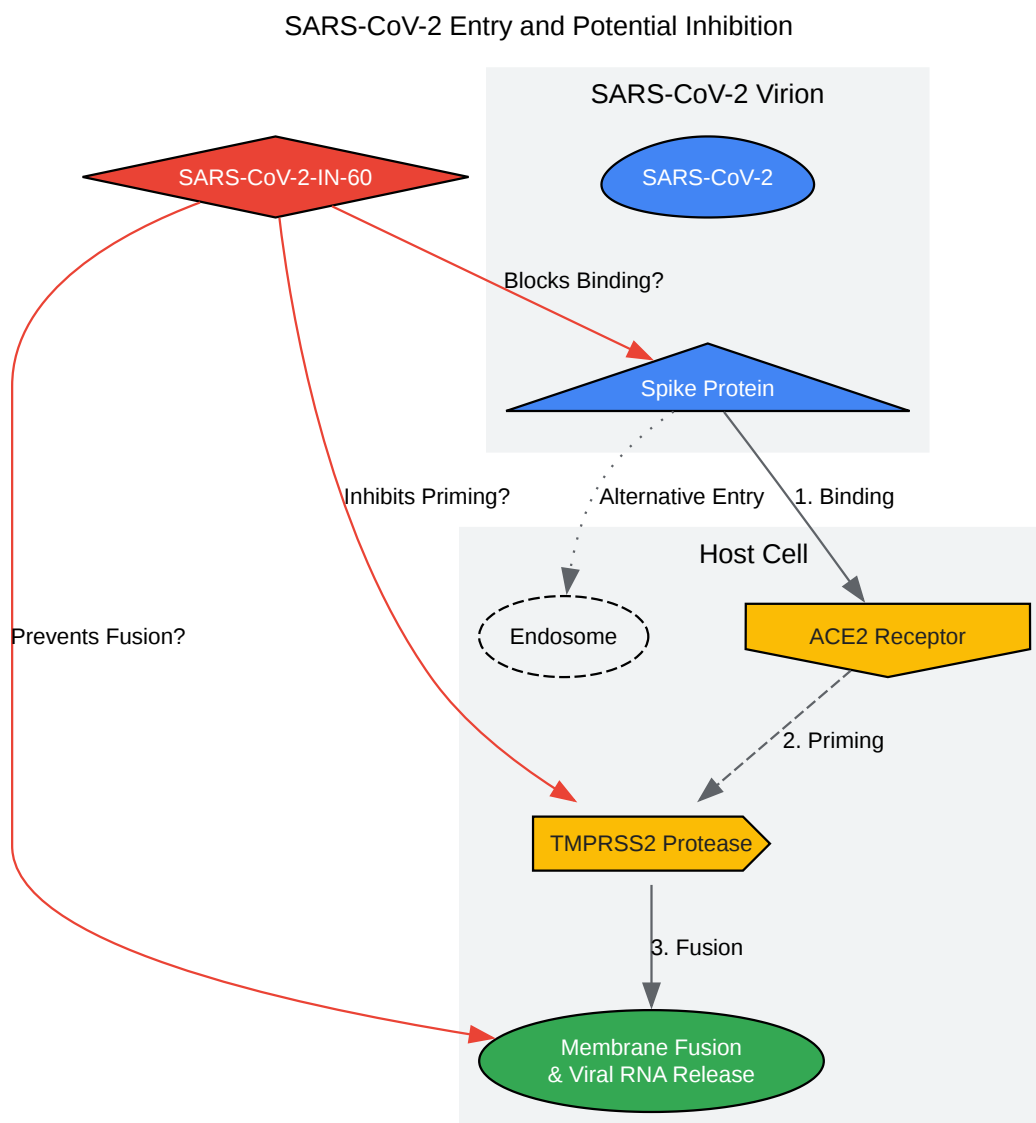 SARS-CoV-2 Entry and Potential Inhibition
SARS-CoV-2 Virion
SARS-CoV-2-IN-60
SARS-CoV-2
Blocks Binding?
Spike Protein
Inhibits Priming?
Alternative Entry
1. Binding
Host Cell
Prevents Fusion?
Endosome
ACE2 Receptor
2. Priming
TMPRSS2 Protease
3. Fusion
Membrane Fusion
& Viral RNA Release